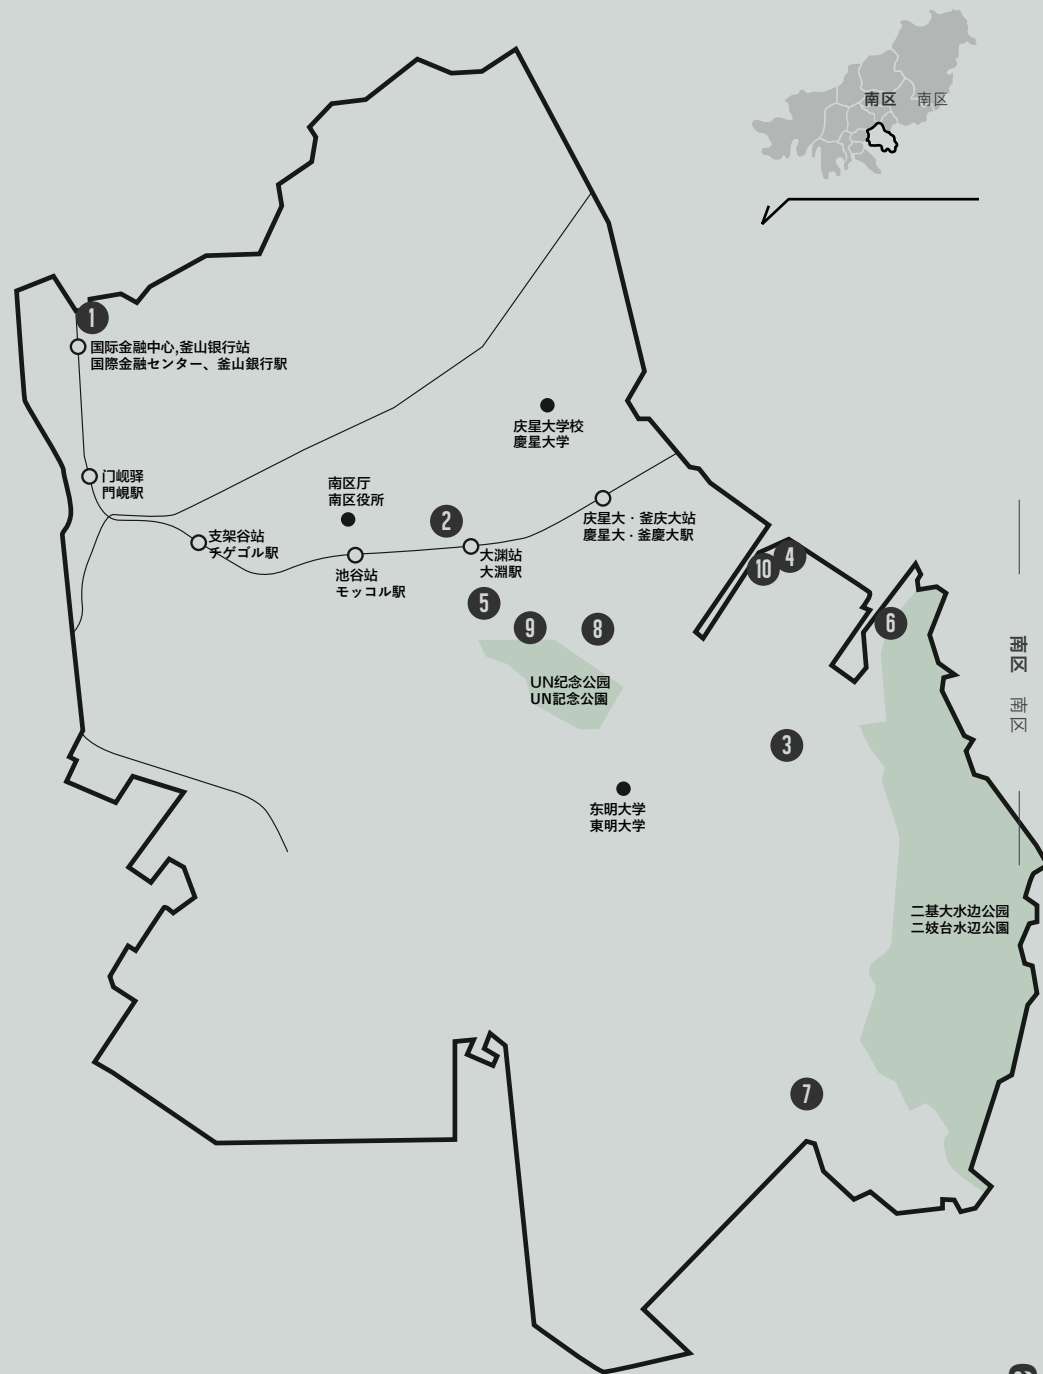 南区 南区
1
国际金融中心,釜山银行站
国際金融センター、釜山銀行駅
庆星大学校
慶星大学
门岘驿
門峴駅
南区厅
南区役所
2
庆星大 · 釜庆大站
慶星大 · 釜慶大駅
支架谷站
チゲゴル駅
大渊站
大淵駅
池谷站
モッコル駅
10
4
5
9
8
6
UN纪念公园
UN記念公園
南区 南区
3
东明大学
東明大学
二基大水边公园
二妓台水辺公園
7